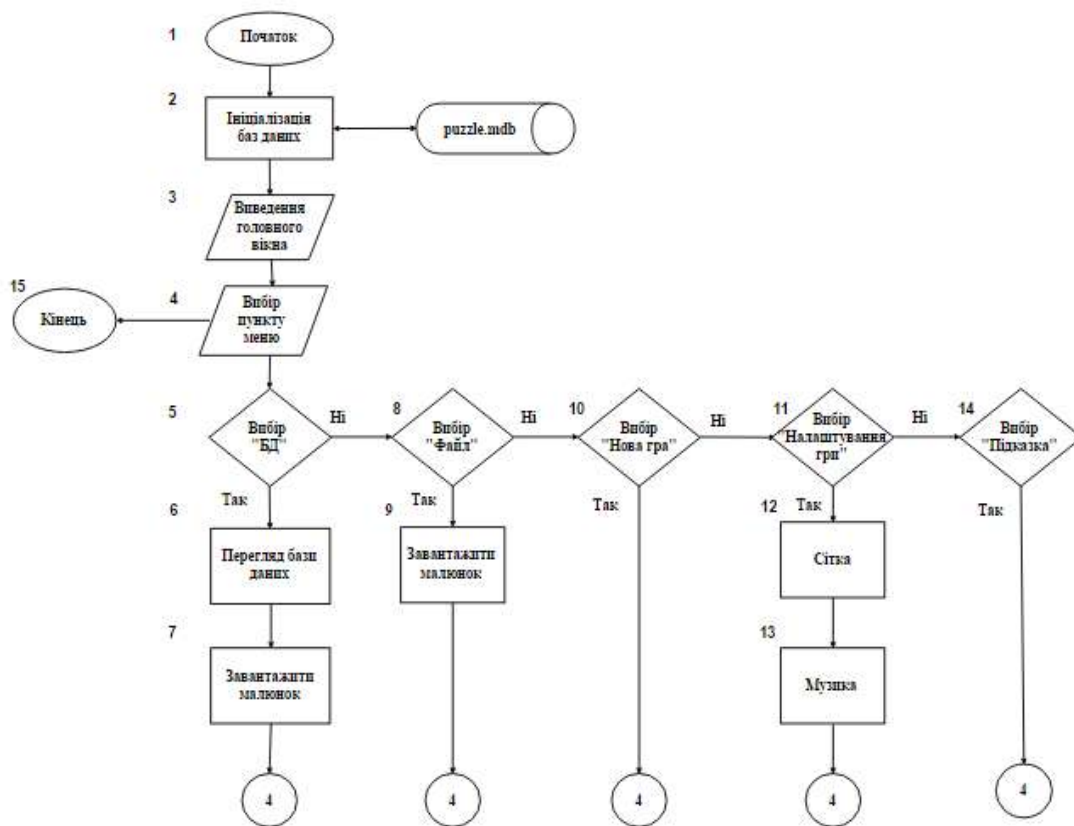 1
Початок
2
Ініціалізація
баз даних
puzzle.mdb
3
Виведення
головного
вікна
15
Кінець
4
Вибір
пункту
меню
5
Вибір
"БД"
Ні
8
Вибір
"Файл"
Ні
10
Вибір
"Нова гра"
Ні
11
Вибір
"Налаштування
гри"
Ні
14
Вибір
"Підказка"
Так
Так
Так
Так
Так
6
Перегляд бази
даних
9
Завантажити
малюнок
12
Сітка
7
Завантажити
малюнок
13
Музика
4
4
4
4
4